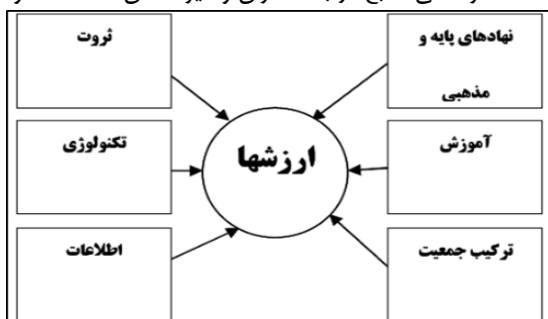 نهادهای پایه و
مذهبی
ثروت
آموزش
ارزشها
تکنولوژی
ترکیب جمعیت
اطلاعات